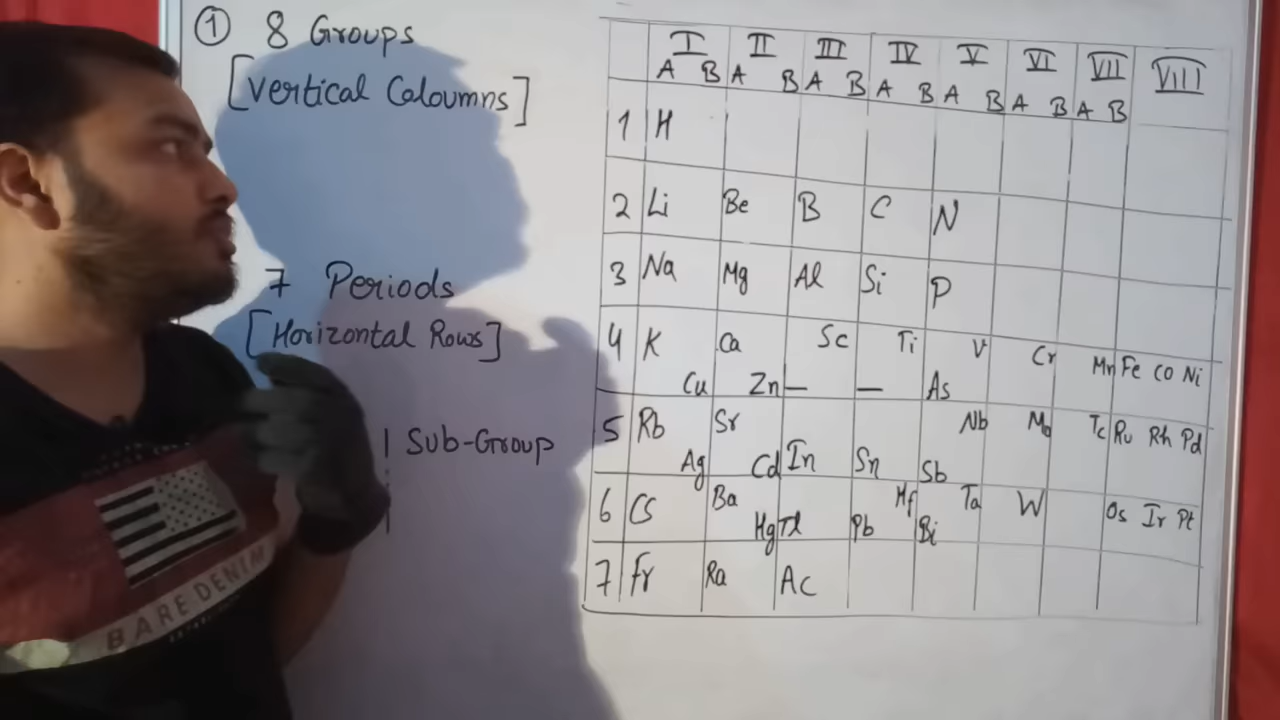 ① 8 Groups
[Vertical Caloumns]
7 Periods
[Horizontal Rows]
Sub-Group
I II III IV V VI VII VIII
A B A B A B A B A B A B A B
1 H
2 Li Be B C N
3 Na Mg Al Si P
4 K Ca Sc Ti V Cr Mn Fe Co Ni
Cu Zn — — As
5 Rb Sr Nb Mo Tc Ru Rh Pd
Ag Cd In Sn Sb
6 Cs Ba Hf Ta W Os Ir Pt
Hg Tl Pb Bi
7 Fr Ra Ac
BARE DENIM